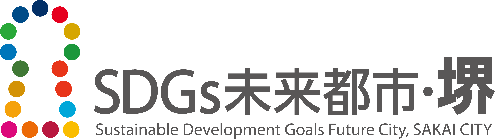 SDGs未来都市・堺
Sustainable Development Goals Future City, SAKAI CITY